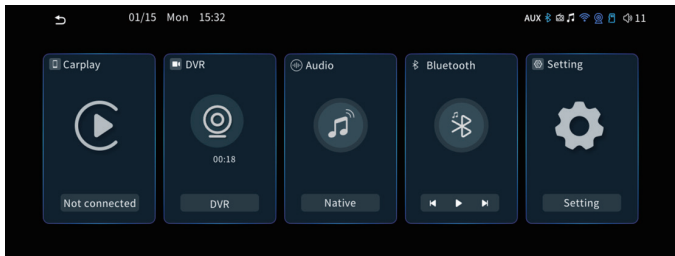 01/15 Mon 15:32 AUX 11
Carplay
Not connected
DVR
00:18
DVR
Audio
Native
Bluetooth
Setting
Setting